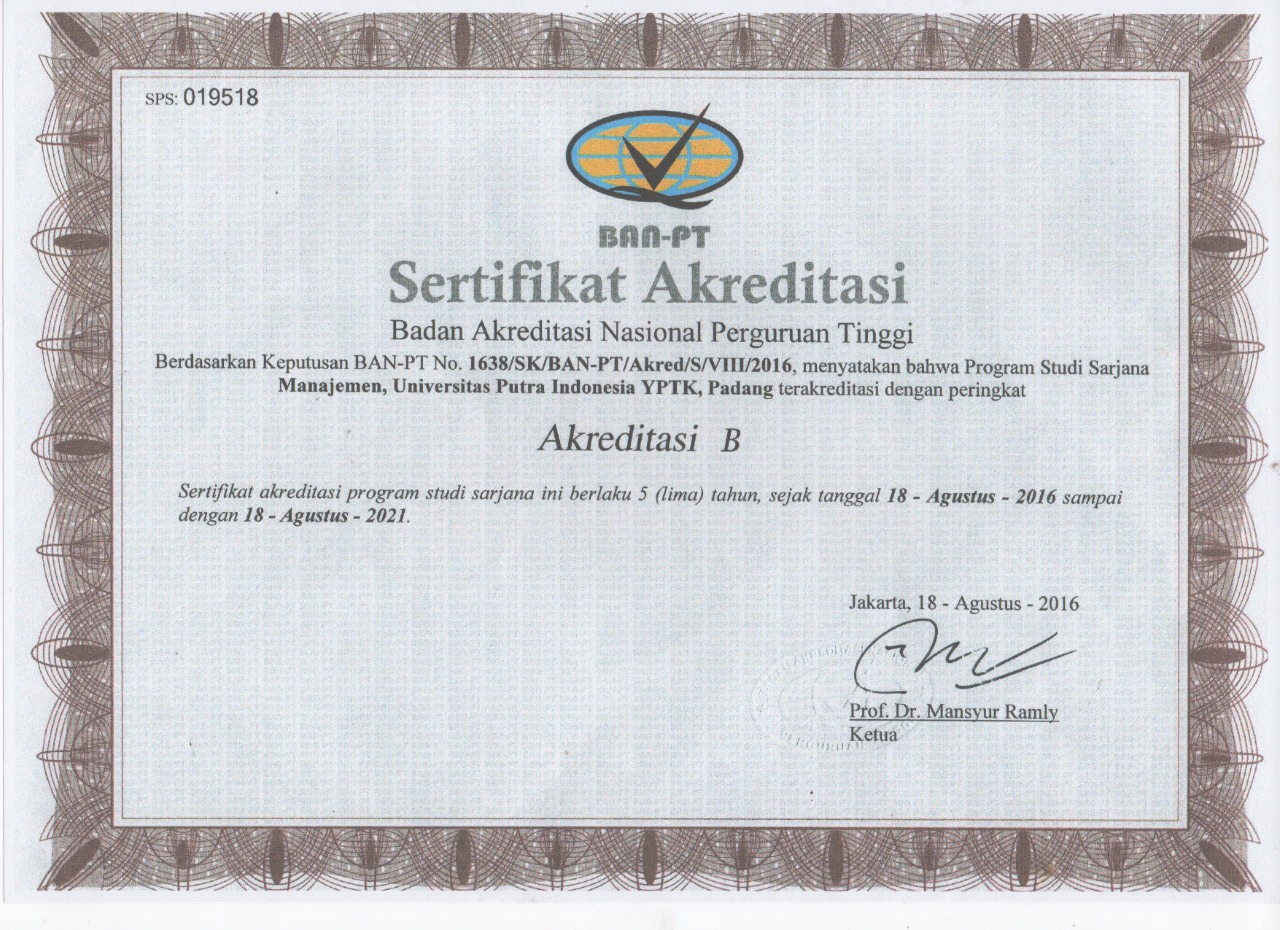 SPS: 019518
BAN-PT
Sertifikat Akreditasi
Badan Akreditasi Nasional Perguruan Tinggi
Berdasarkan Keputusan BAN-PT No. 1638/SK/BAN-PT/Akred/S/VIII/2016, menyatakan bahwa Program Studi Sarjana
Manajemen, Universitas Putra Indonesia YPTK, Padang terakreditasi dengan peringkat
Akreditasi B
Sertifikat akreditasi program studi sarjana ini berlaku 5 (lima) tahun, sejak tanggal 18 - Agustus - 2016 sampai
dengan 18 - Agustus - 2021.
Jakarta, 18 - Agustus - 2016
Prof. Dr. Mansyur Ramly
Ketua